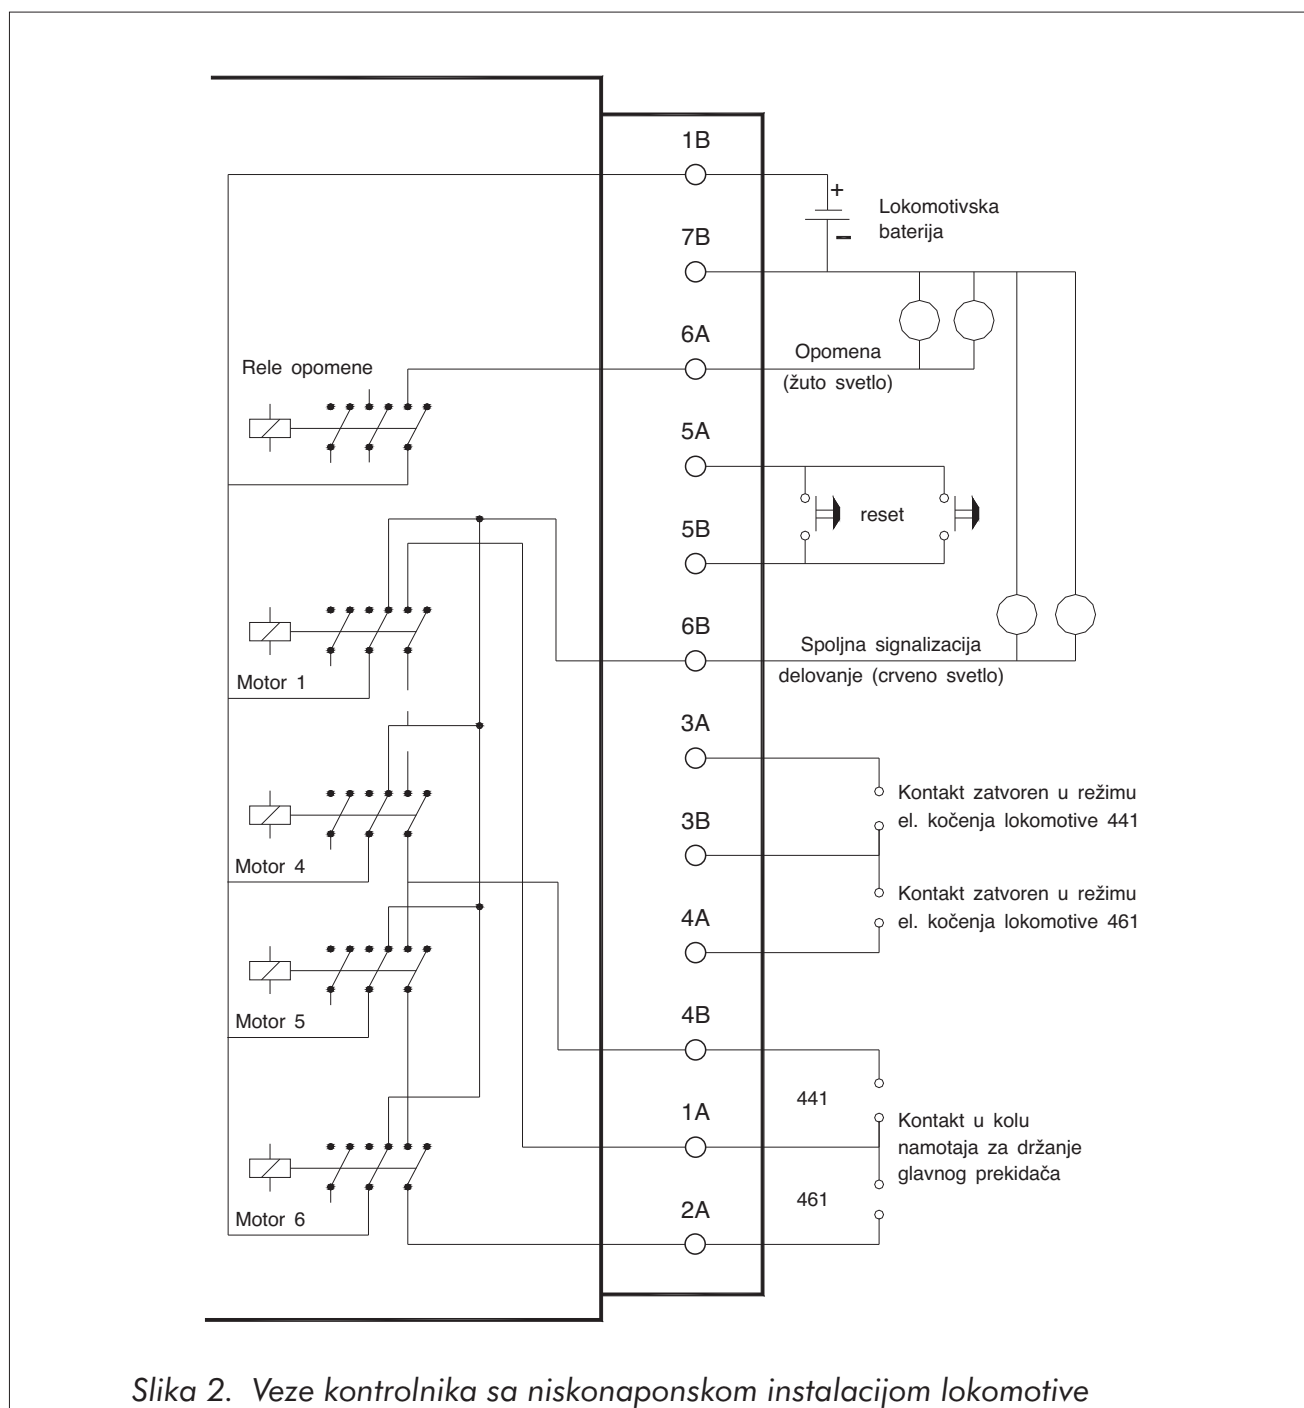 1B
+
Lokomotivska
baterija
–
7B
6A
Rele opomene
Opomena
(žuto svetlo)
5A
reset
5B
6B
Spoljna signalizacija
delovanje (crveno svetlo)
Motor 1
3A
Kontakt zatvoren u režimu
el. kočenja lokomotive 441
3B
Motor 4
Kontakt zatvoren u režimu
el. kočenja lokomotive 461
4A
4B
Motor 5
441
1A
Kontakt u kolu
namotaja za držanje
glavnog prekidača
461
2A
Motor 6
Slika 2. Veze kontrolnika sa niskonaponskom instalacijom lokomotive